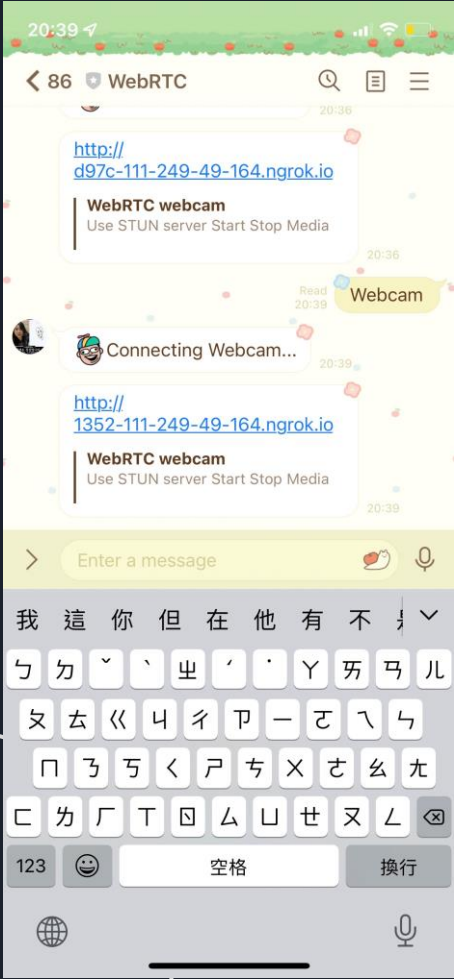 20:39
86 WebRTC
20:36
http://
d97c-111-249-49-164.ngrok.io
WebRTC webcam
Use STUN server Start Stop Media
20:36
Read
20:39
Webcam
Connecting Webcam...
20:39
http://
1352-111-249-49-164.ngrok.io
WebRTC webcam
Use STUN server Start Stop Media
20:39
Enter a message
我 這 你 但 在 他 有 不
ㄅ ㄉ ˇ ˋ ㄓ ˊ ˙ ㄚ ㄞ ㄢ ㄦ
ㄆ ㄊ ㄍ ㄐ ㄔ ㄗ ㄧ ㄛ ㄟ ㄣ
ㄇ ㄋ ㄎ ㄑ ㄕ ㄘ ㄨ ㄜ ㄠ ㄤ
ㄈ ㄌ ㄏ ㄒ ㄖ ㄙ ㄩ ㄝ ㄡ ㄥ
123 空格 換行